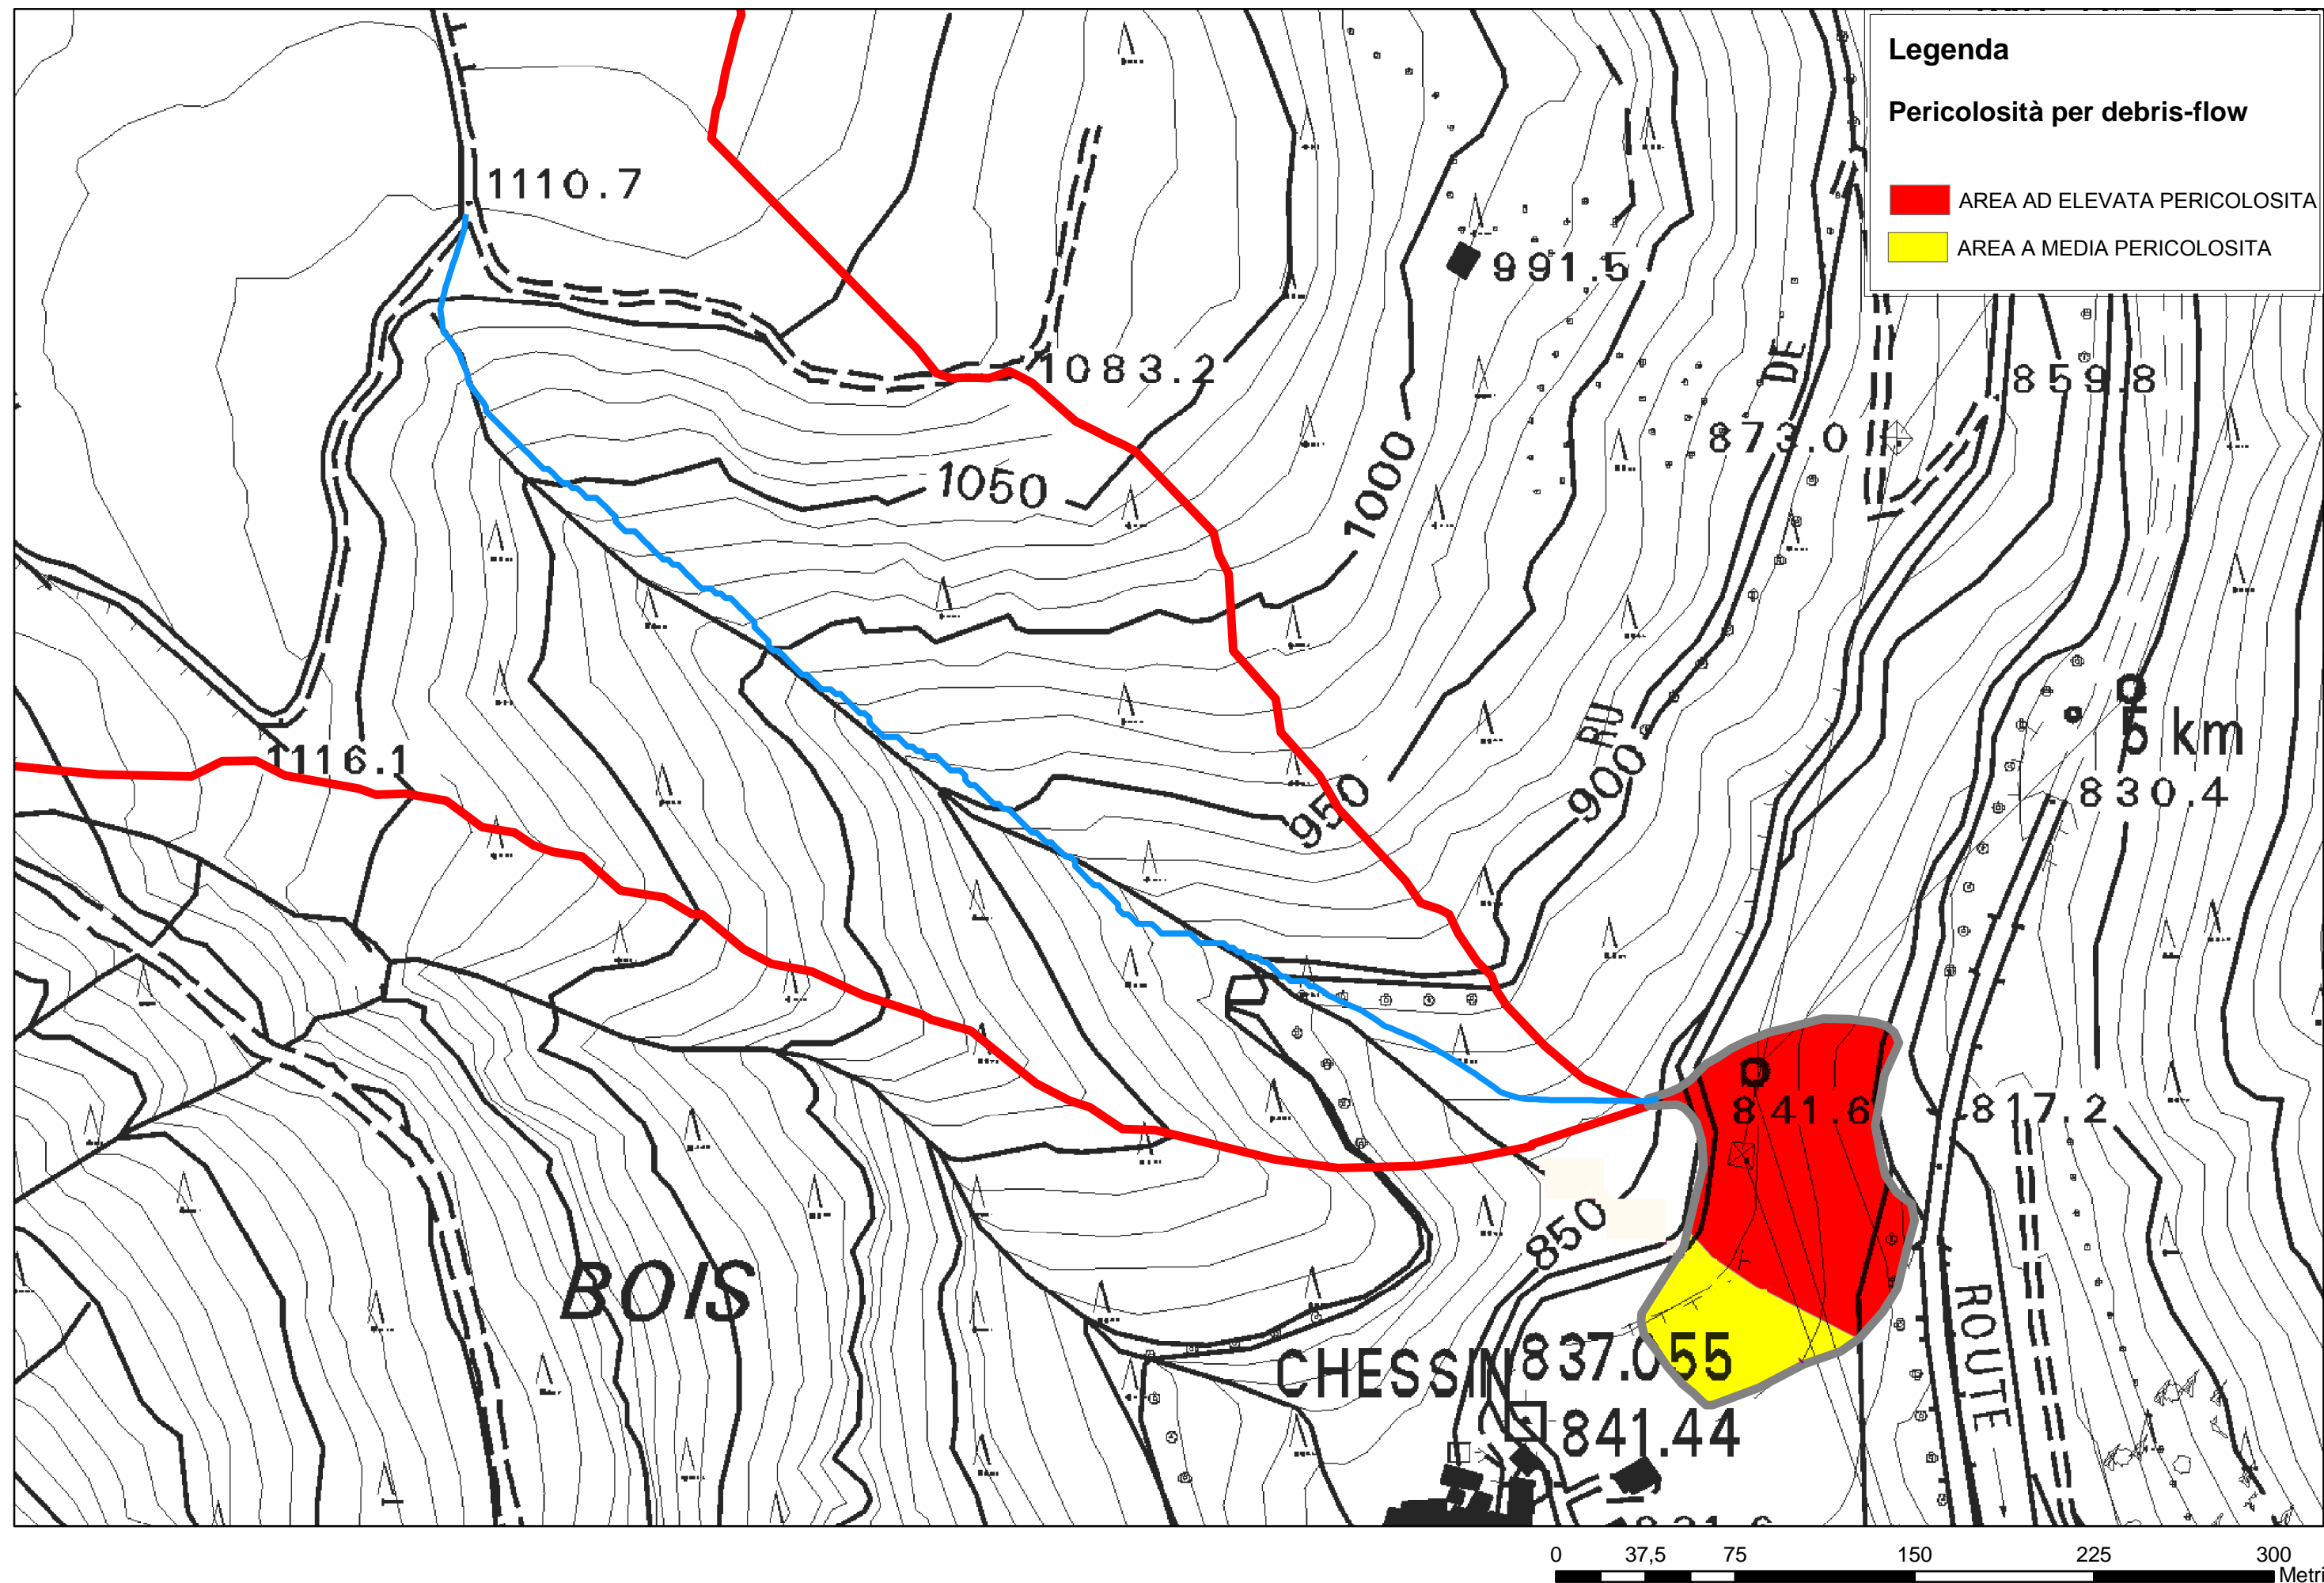 Legenda
Pericolosità per debris-flow
AREA AD ELEVATA PERICOLOSITA
AREA A MEDIA PERICOLOSITA
1110.7
991.5
1083.2
DE
859.8
873.0
1050
1000
RU
5 km
1116.1
900
830.4
950
841.6
817.2
850
BOIS
ROUTE
CHESSIN
837.055
841.44
0 37,5 75 150 225 300
Metri